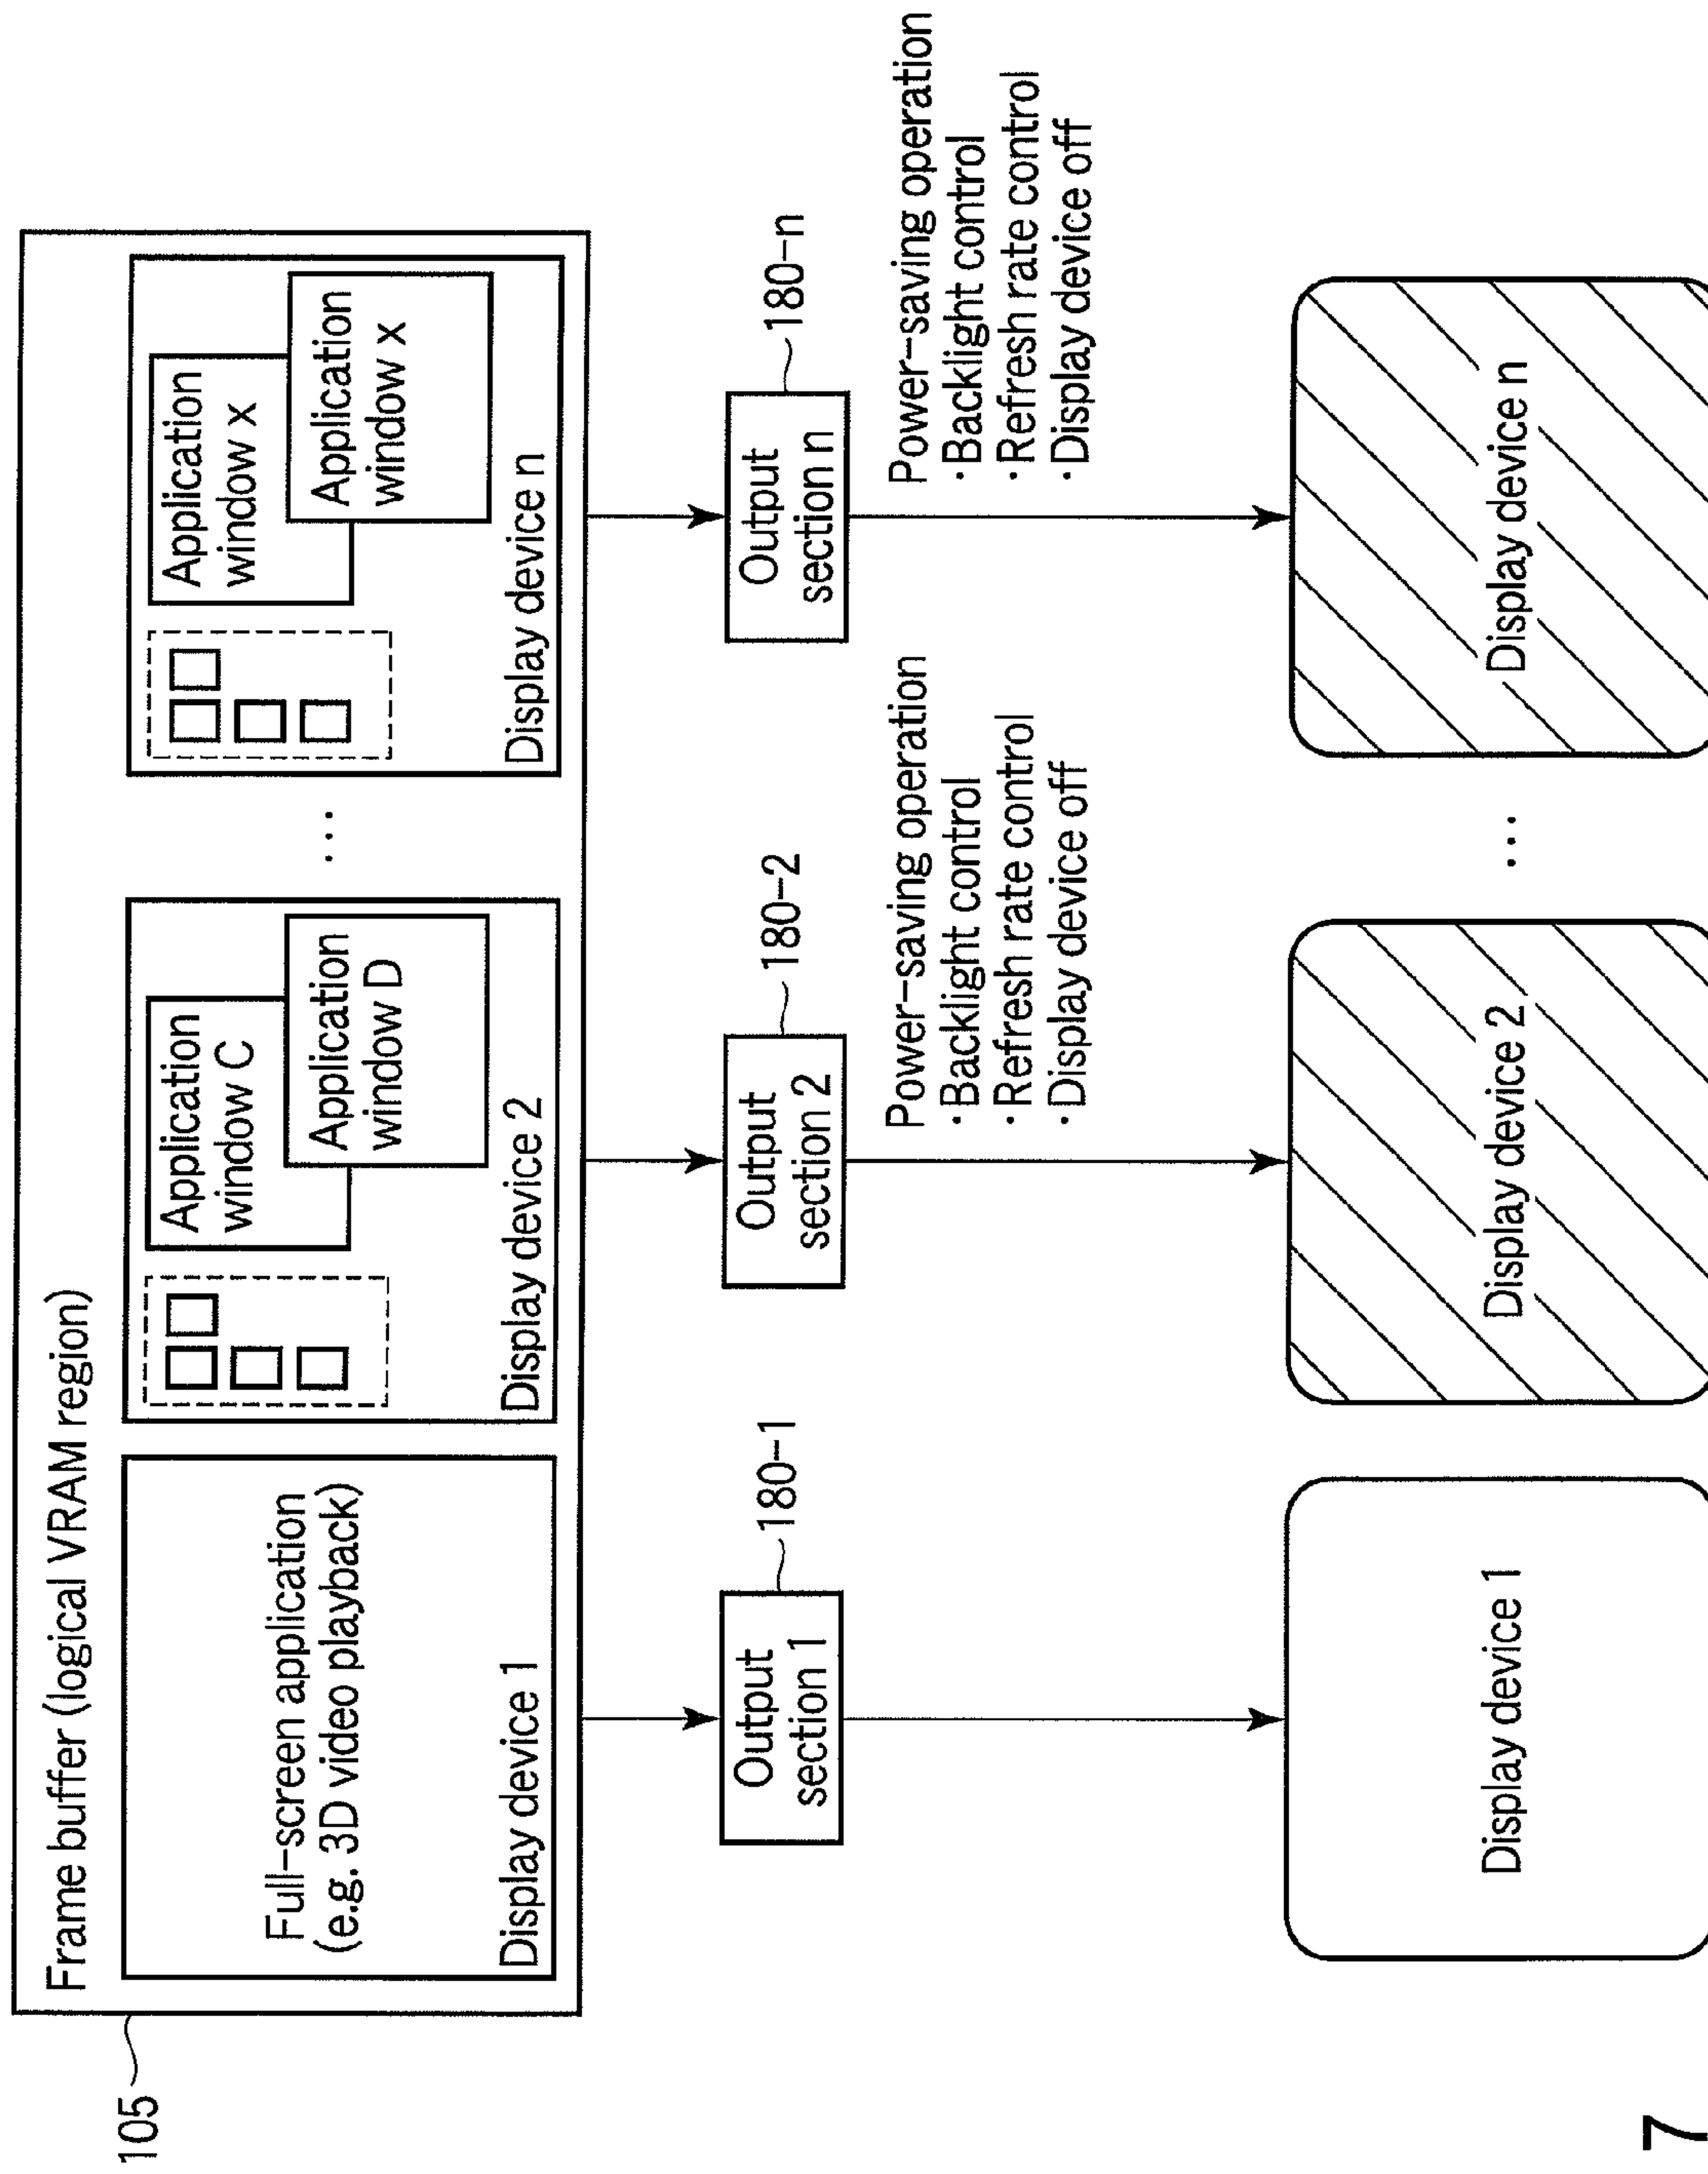 105
Frame buffer (logical VRAM region)
Full-screen application
(e.g. 3D video playback)
Display device 1
Application
window C
Application
window D
Display device 2
...
Application
window x
Application
window x
Display device n
Output
section 1
180-1
Output
section 2
180-2
Output
section n
180-n
Power-saving operation
·Backlight control
·Refresh rate control
·Display device off
Power-saving operation
·Backlight control
·Refresh rate control
·Display device off
Display device 1
Display device 2
...
Display device n
7